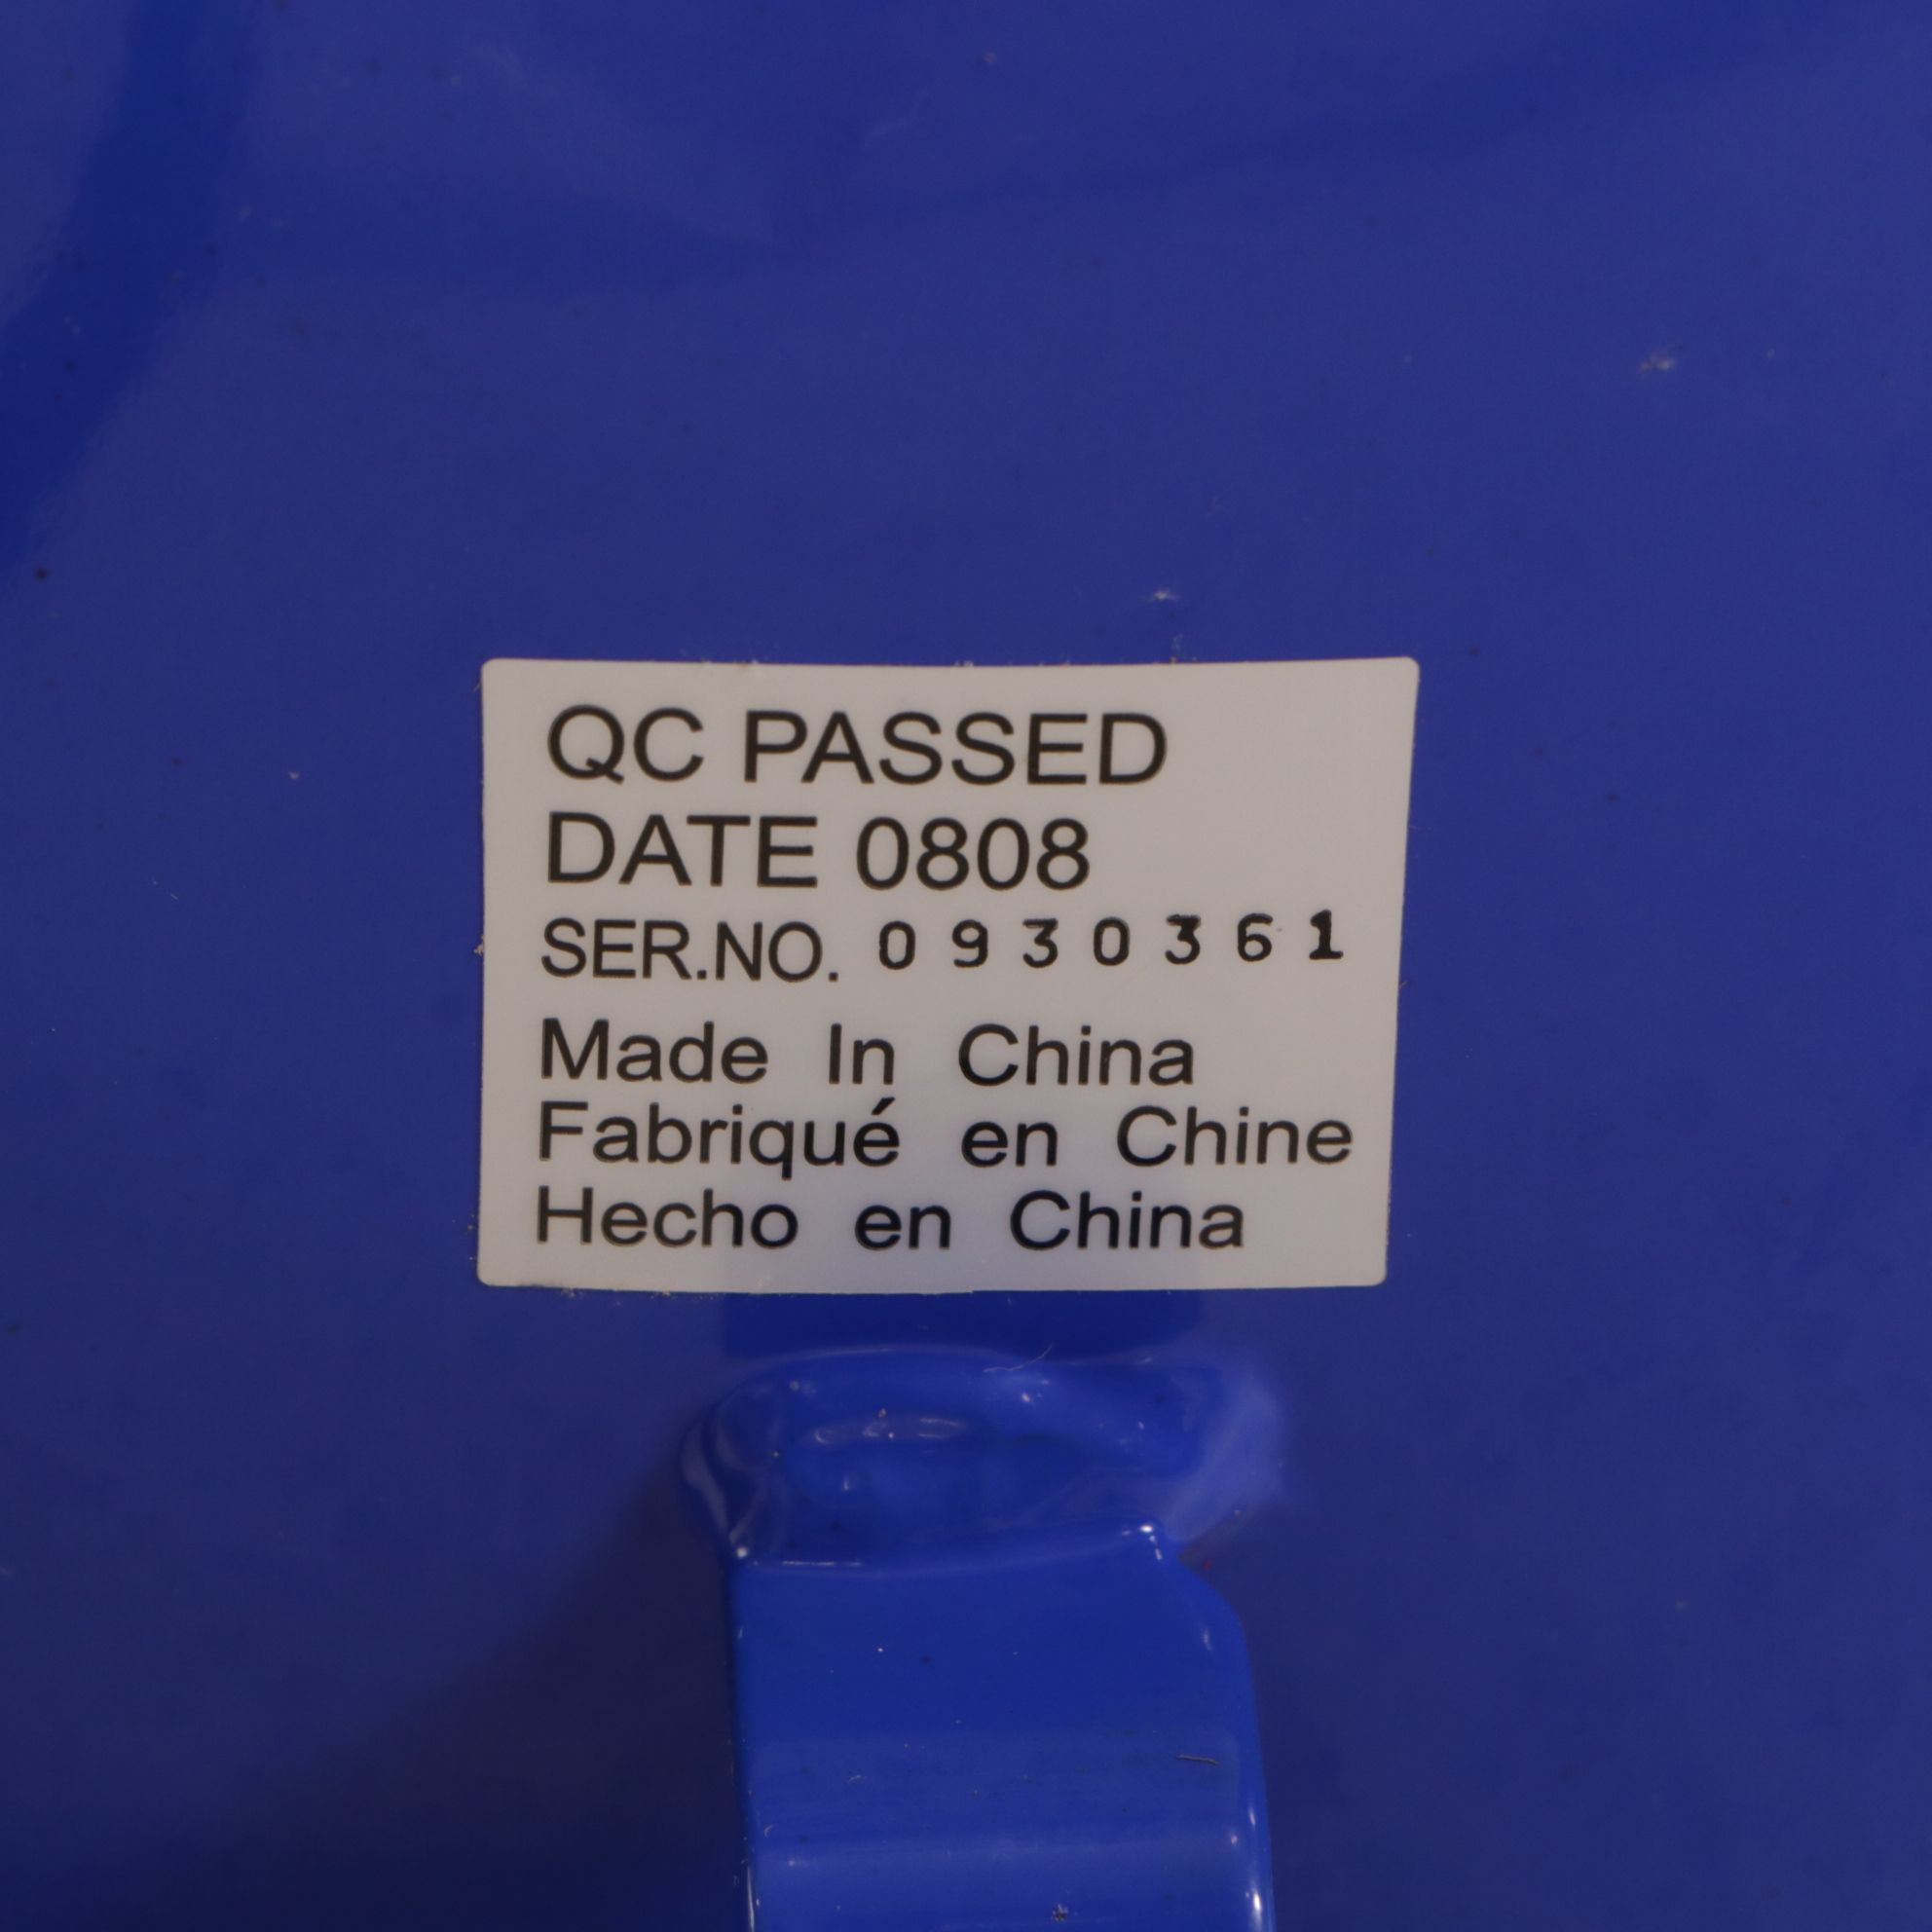 QC PASSED
DATE 0808
SER.NO. 0930361
Made In China
Fabriqué en Chine
Hecho en China